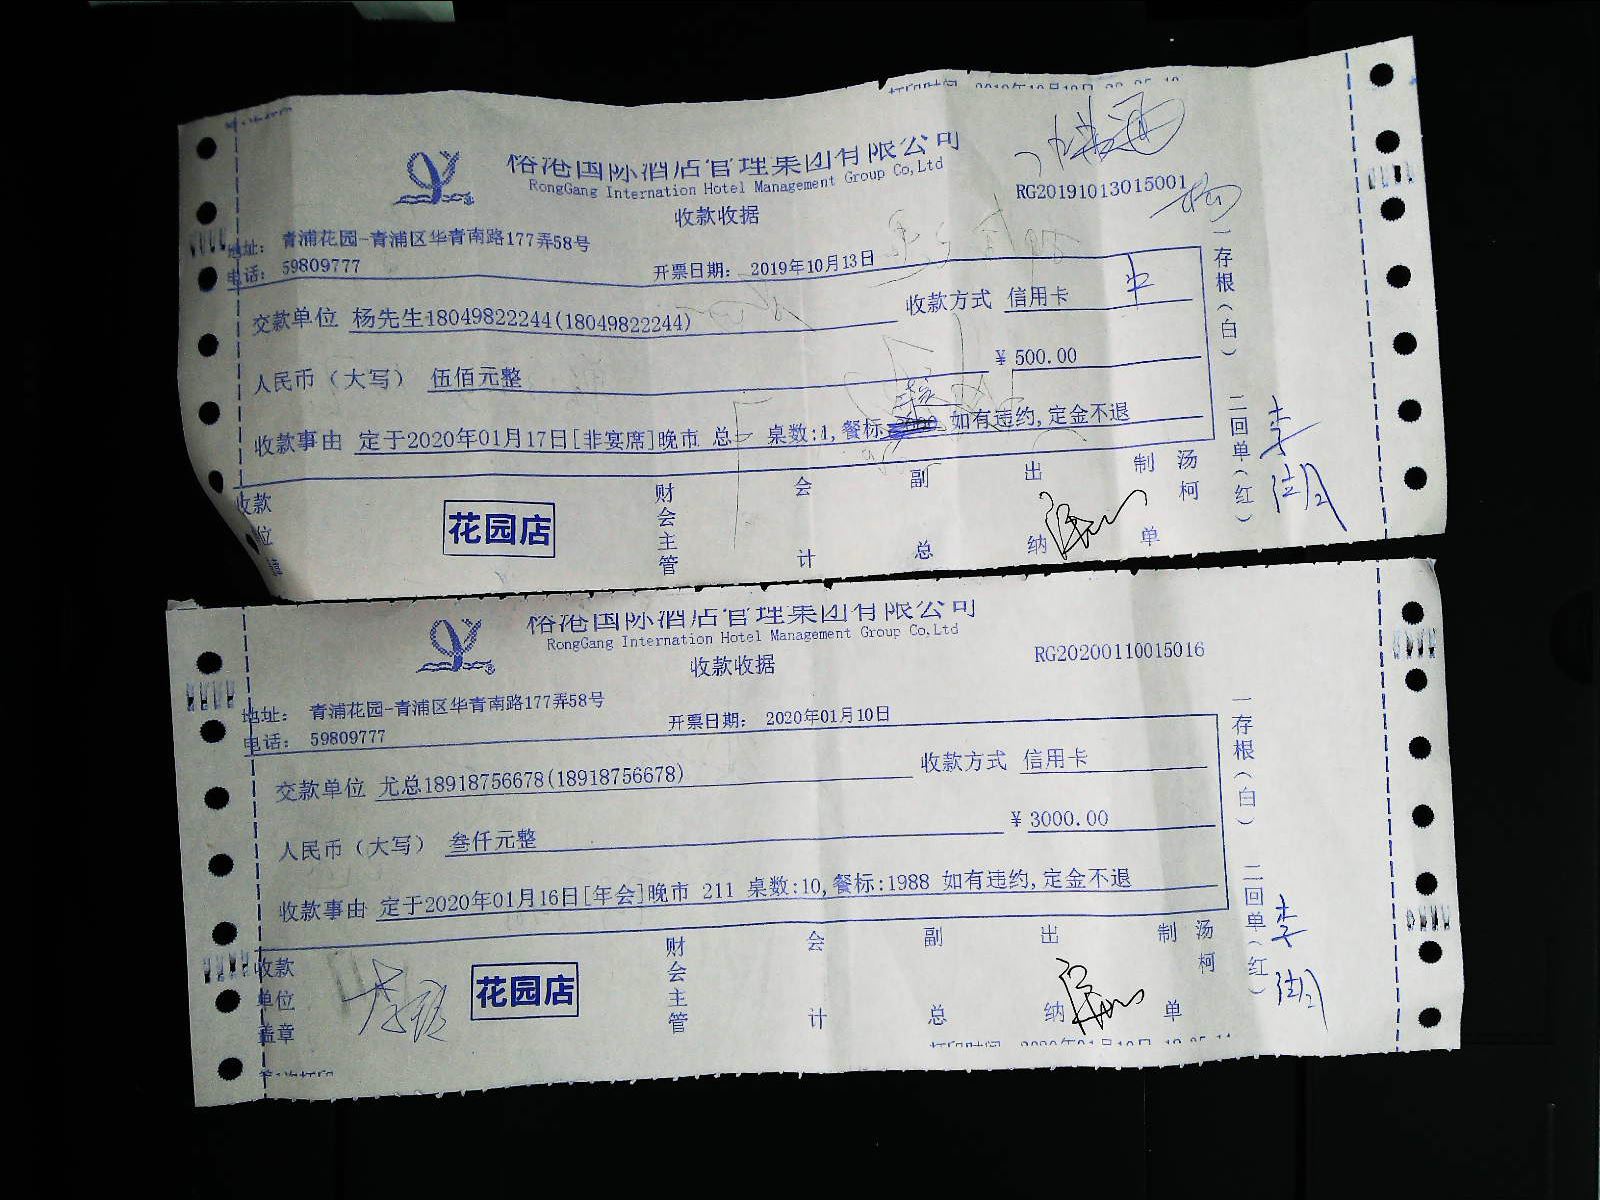 裕港国际酒店管理集团有限公司
RongGang Internation Hotel Management Group Co,Ltd
收款收据
RG20191013015001
地址： 青浦花园-青浦区华青南路177弄58号
电话： 59809777
开票日期： 2019年10月13日
交款单位 杨先生18049822244(18049822244)
收款方式 信用卡
人民币（大写） 伍佰元整
￥500.00
收款事由 定于2020年01月17日[非宴席]晚市 总 桌数:1,餐标 如有违约,定金不退
一存根（白） 二回单（红）
收款
花园店
财会主管
会计
副总
出纳
制单
汤柯
裕港国际酒店管理集团有限公司
RongGang Internation Hotel Management Group Co,Ltd
收款收据
RG20200110015016
地址： 青浦花园-青浦区华青南路177弄58号
电话： 59809777
开票日期： 2020年01月10日
交款单位 尤总18918756678(18918756678)
收款方式 信用卡
人民币（大写） 叁仟元整
￥3000.00
收款事由 定于2020年01月16日[年会]晚市 211 桌数:10,餐标:1988 如有违约,定金不退
一存根（白） 二回单（红）
收款单位盖章
花园店
财会主管
会计
副总
出纳
制单
汤柯